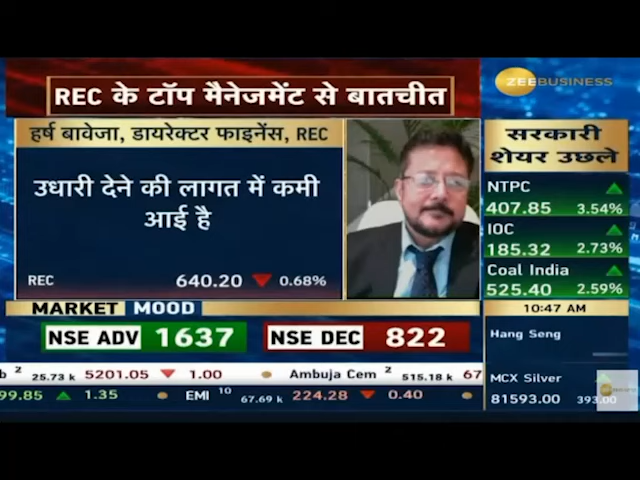 ZEEBUSINESS
REC के टॉप मैनेजमेंट से बातचीत
हर्ष बावेजा, डायरेक्टर फाइनेंस, REC
उधारी देने की लागत में कमी
आई है
REC 640.20 0.68%
सरकारी
शेयर उछले
NTPC
407.85 3.54%
IOC
185.32 2.73%
Coal India
525.40 2.59%
10:47 AM
MARKET MOOD
NSE ADV 1637 NSE DEC 822
Hang Seng
MCX Silver
81593.00 393.00
2 25.73 k 5201.05 1.00 Ambuja Cem 2 515.18 k
99.85 1.35 EMI 10 67.69 k 224.28 0.40